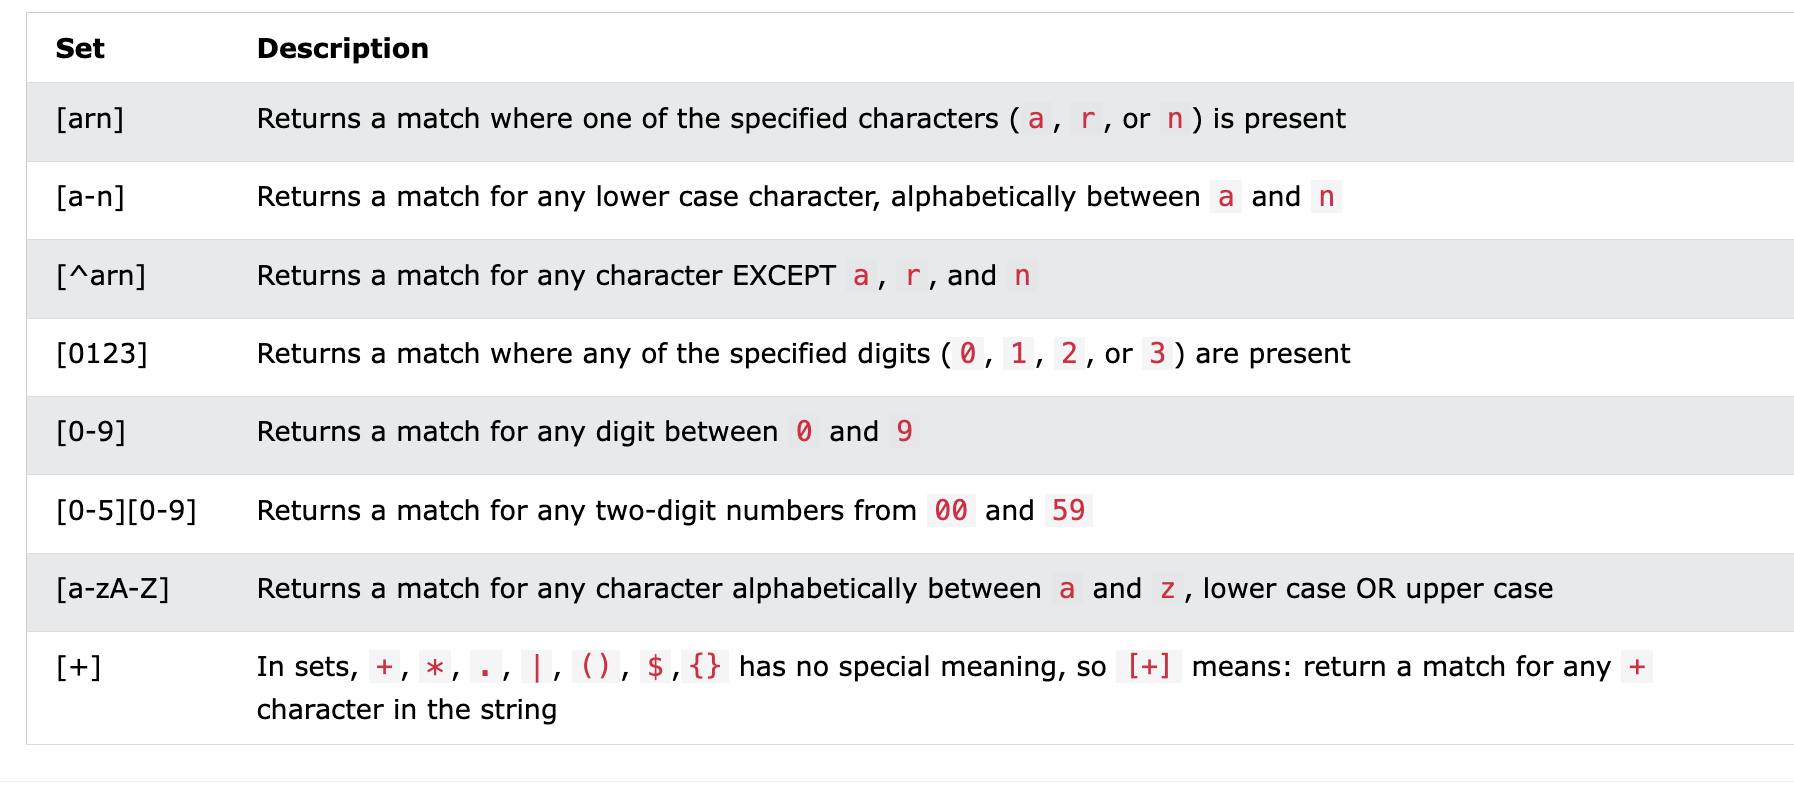 Set Description
[arn] Returns a match where one of the specified characters (a, r, or n) is present
[a-n] Returns a match for any lower case character, alphabetically between a and n
[^arn] Returns a match for any character EXCEPT a, r, and n
[0123] Returns a match where any of the specified digits (0, 1, 2, or 3) are present
[0-9] Returns a match for any digit between 0 and 9
[0-5][0-9] Returns a match for any two-digit numbers from 00 and 59
[a-zA-Z] Returns a match for any character alphabetically between a and z, lower case OR upper case
[+] In sets, +, *, ., |, (), $,{} has no special meaning, so [+] means: return a match for any +
character in the string